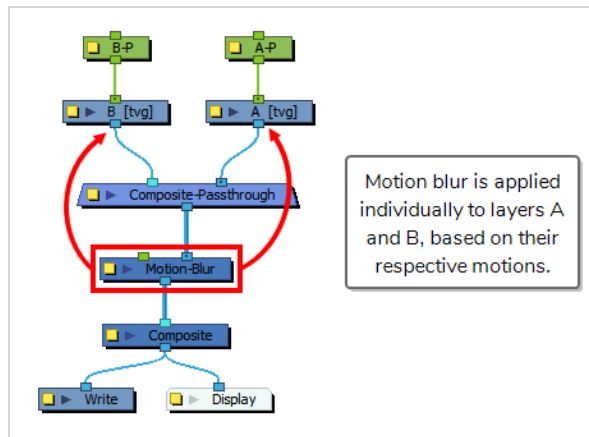 B-P
A-P
B [tvg]
A [tvg]
Composite-Passthrough
Motion blur is applied
individually to layers A
and B, based on their
respective motions.
Motion-Blur
Composite
Write
Display